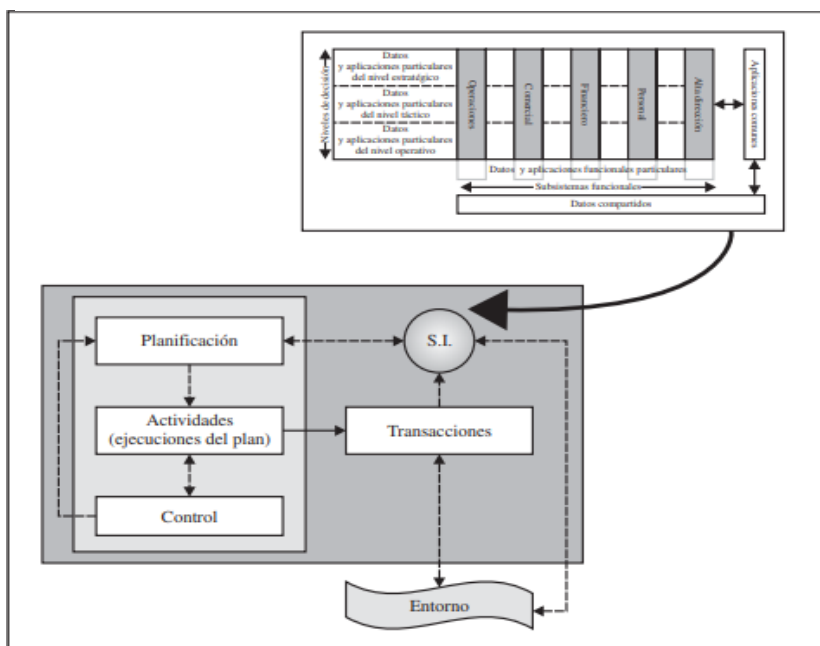 Niveles de decisión
Datos
y aplicaciones particulares
del nivel estratégico
Datos
y aplicaciones particulares
del nivel táctico
Datos
y aplicaciones particulares
del nivel operativo
Operaciones
Comercial
Financiero
Personal
Alta dirección
Aplicaciones comunes
Datos y aplicaciones funcionales particulares
Subsistemas funcionales
Datos compartidos
Planificación
S.I.
Actividades
(ejecuciones del plan)
Transacciones
Control
Entorno